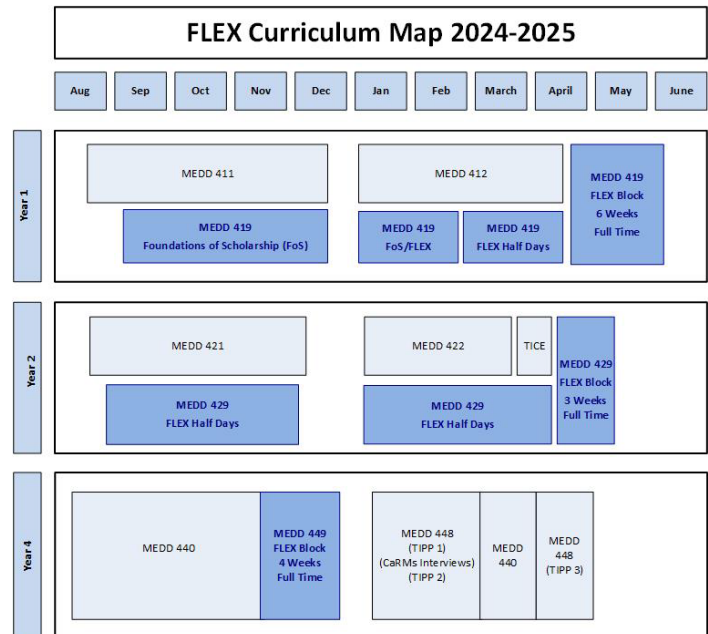 FLEX Curriculum Map 2024-2025
Aug
Sep
Oct
Nov
Dec
Jan
Feb
March
April
May
June
Year 1
MEDD 411
MEDD 412
MEDD 419
FLEX Block
6 Weeks
Full Time
MEDD 419
Foundations of Scholarship (FoS)
MEDD 419
FoS/FLEX
MEDD 419
FLEX Half Days
Year 2
MEDD 421
MEDD 422
TICE
MEDD 429
FLEX Block
3 Weeks
Full Time
MEDD 429
FLEX Half Days
MEDD 429
FLEX Half Days
Year 4
MEDD 440
MEDD 449
FLEX Block
4 Weeks
Full Time
MEDD 448
(TIPP 1)
(CaRMs Interviews)
(TIPP 2)
MEDD
440
MEDD
448
(TIPP 3)